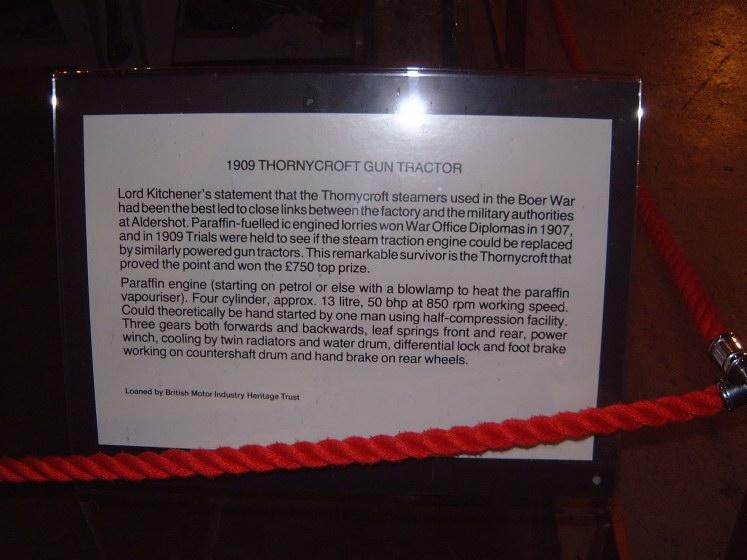 1909 THORNYCROFT GUN TRACTOR
Lord Kitchener's statement that the Thornycroft steamers used in the Boer War
had been the best led to close links between the factory and the military authorities
at Aldershot. Paraffin-fuelled ic engined lorries won War Office Diplomas in 1907,
and in 1909 Trials were held to see if the steam traction engine could be replaced
by similarly powered gun tractors. This remarkable survivor is the Thornycroft that
proved the point and won the £750 top prize.
Paraffin engine (starting on petrol or else with a blowlamp to heat the paraffin
vapouriser). Four cylinder, approx. 13 litre, 50 bhp at 850 rpm working speed.
Could theoretically be hand started by one man using half-compression facility.
Three gears both forwards and backwards, leaf springs front and rear, power
winch, cooling by twin radiators and water drum, differential lock and foot brake
working on countershaft drum and hand brake on rear wheels.
Loaned by British Motor Industry Heritage Trust